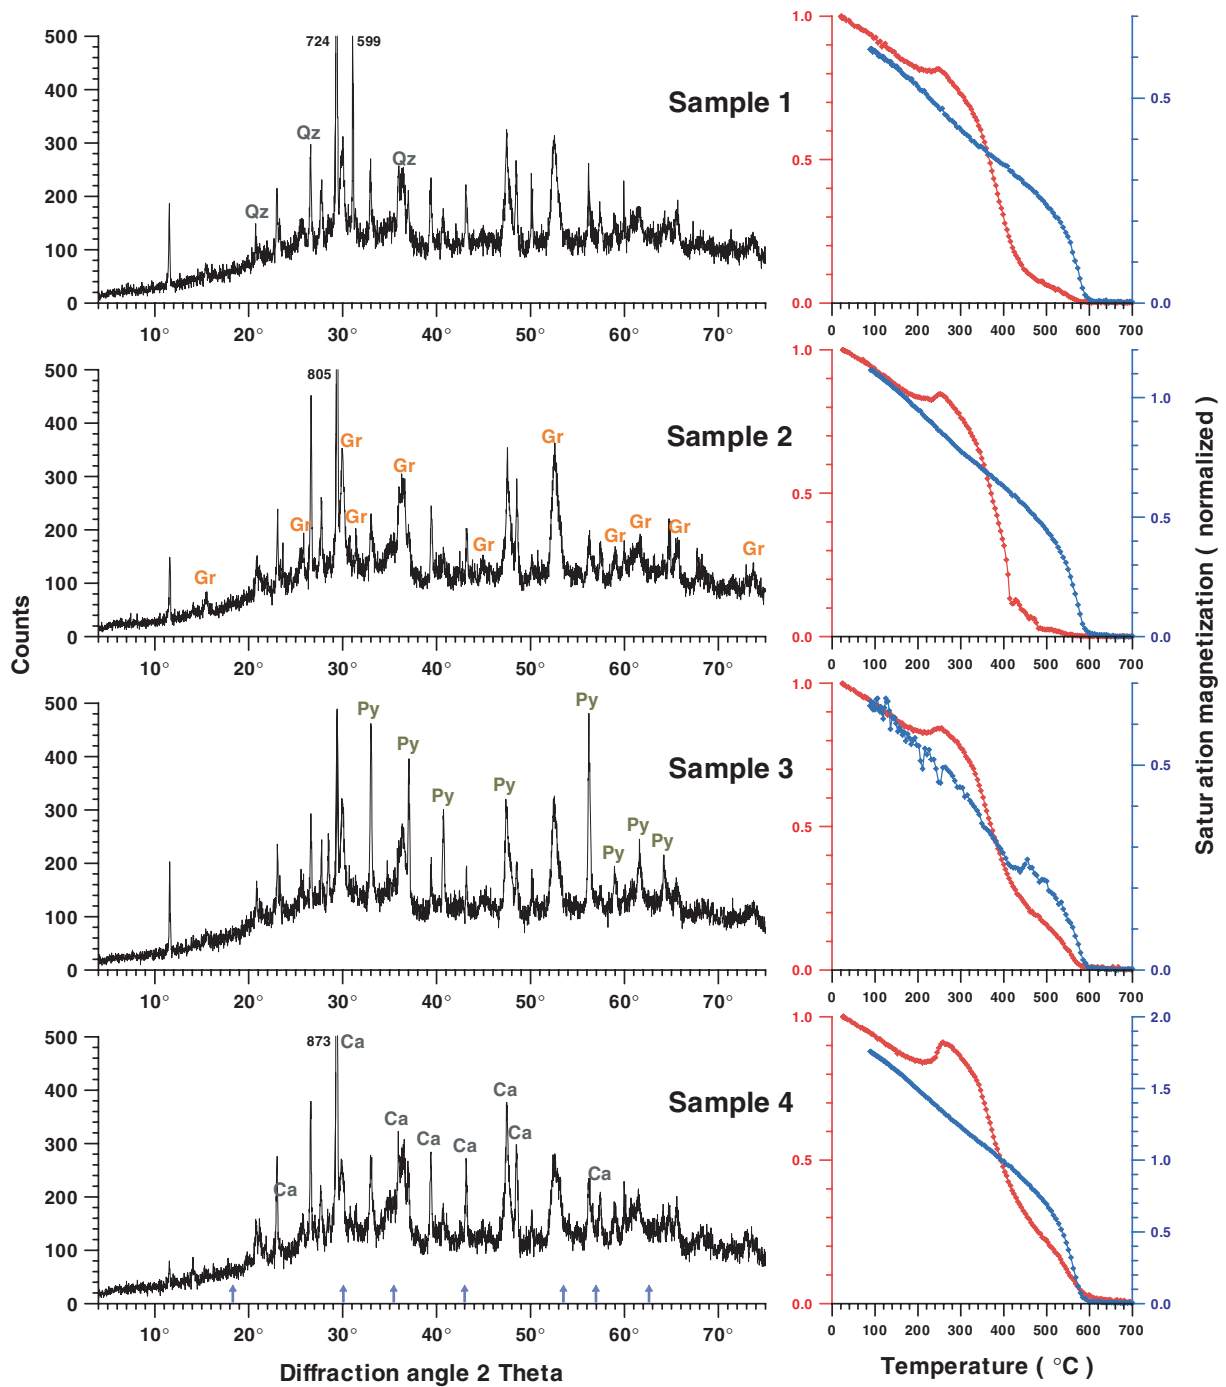 500
400
300
200
100
0
724
599
Qz
Qz
Qz
10°
20°
30°
40°
50°
60°
70°
Sample 1
1.0
0.5
0.0
0.5
0.0
0
100
200
300
400
500
600
700
500
400
300
200
100
0
805
Gr
Gr
Gr
Gr
Gr
Gr
Gr
Gr
Gr
Gr
Gr
10°
20°
30°
40°
50°
60°
70°
Sample 2
1.0
0.5
0.0
1.0
0.5
0.0
0
100
200
300
400
500
600
700
Counts
Saturation magnetization ( normalized )
500
400
300
200
100
0
Py
Py
Py
Py
Py
Py
Py
Py
10°
20°
30°
40°
50°
60°
70°
Sample 3
1.0
0.5
0.0
0.5
0.0
0
100
200
300
400
500
600
700
500
400
300
200
100
0
873
Ca
Ca
Ca
Ca
Ca
Ca
Ca
Ca
10°
20°
30°
40°
50°
60°
70°
Sample 4
1.0
0.5
0.0
2.0
1.5
1.0
0.5
0.0
0
100
200
300
400
500
600
700
Diffraction angle 2 Theta
Temperature ( °C )